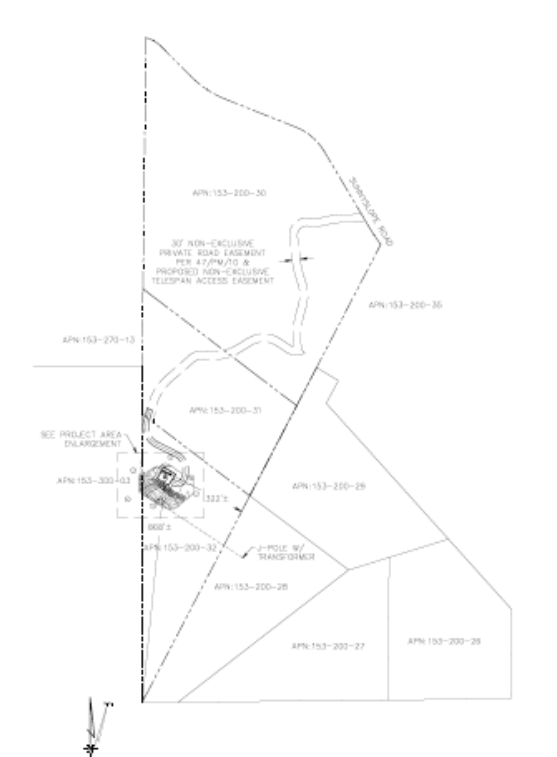 APN:153-200-30
SUNNYSLOPE ROAD
30' NON-EXCLUSIVE
PRIVATE ROAD EASEMENT
PER 47/PM/70 &
PROPOSED NON-EXCLUSIVE
TELESPAN ACCESS EASEMENT
APN:153-200-35
APN:153-270-13
APN:153-200-31
SEE PROJECT AREA
ENLARGEMENT
APN:153-300-03
APN:153-200-29
322'±
868'±
APN:153-200-32
J-POLE W/
TRANSFORMER
APN:153-200-28
APN:153-200-27
APN:153-200-26